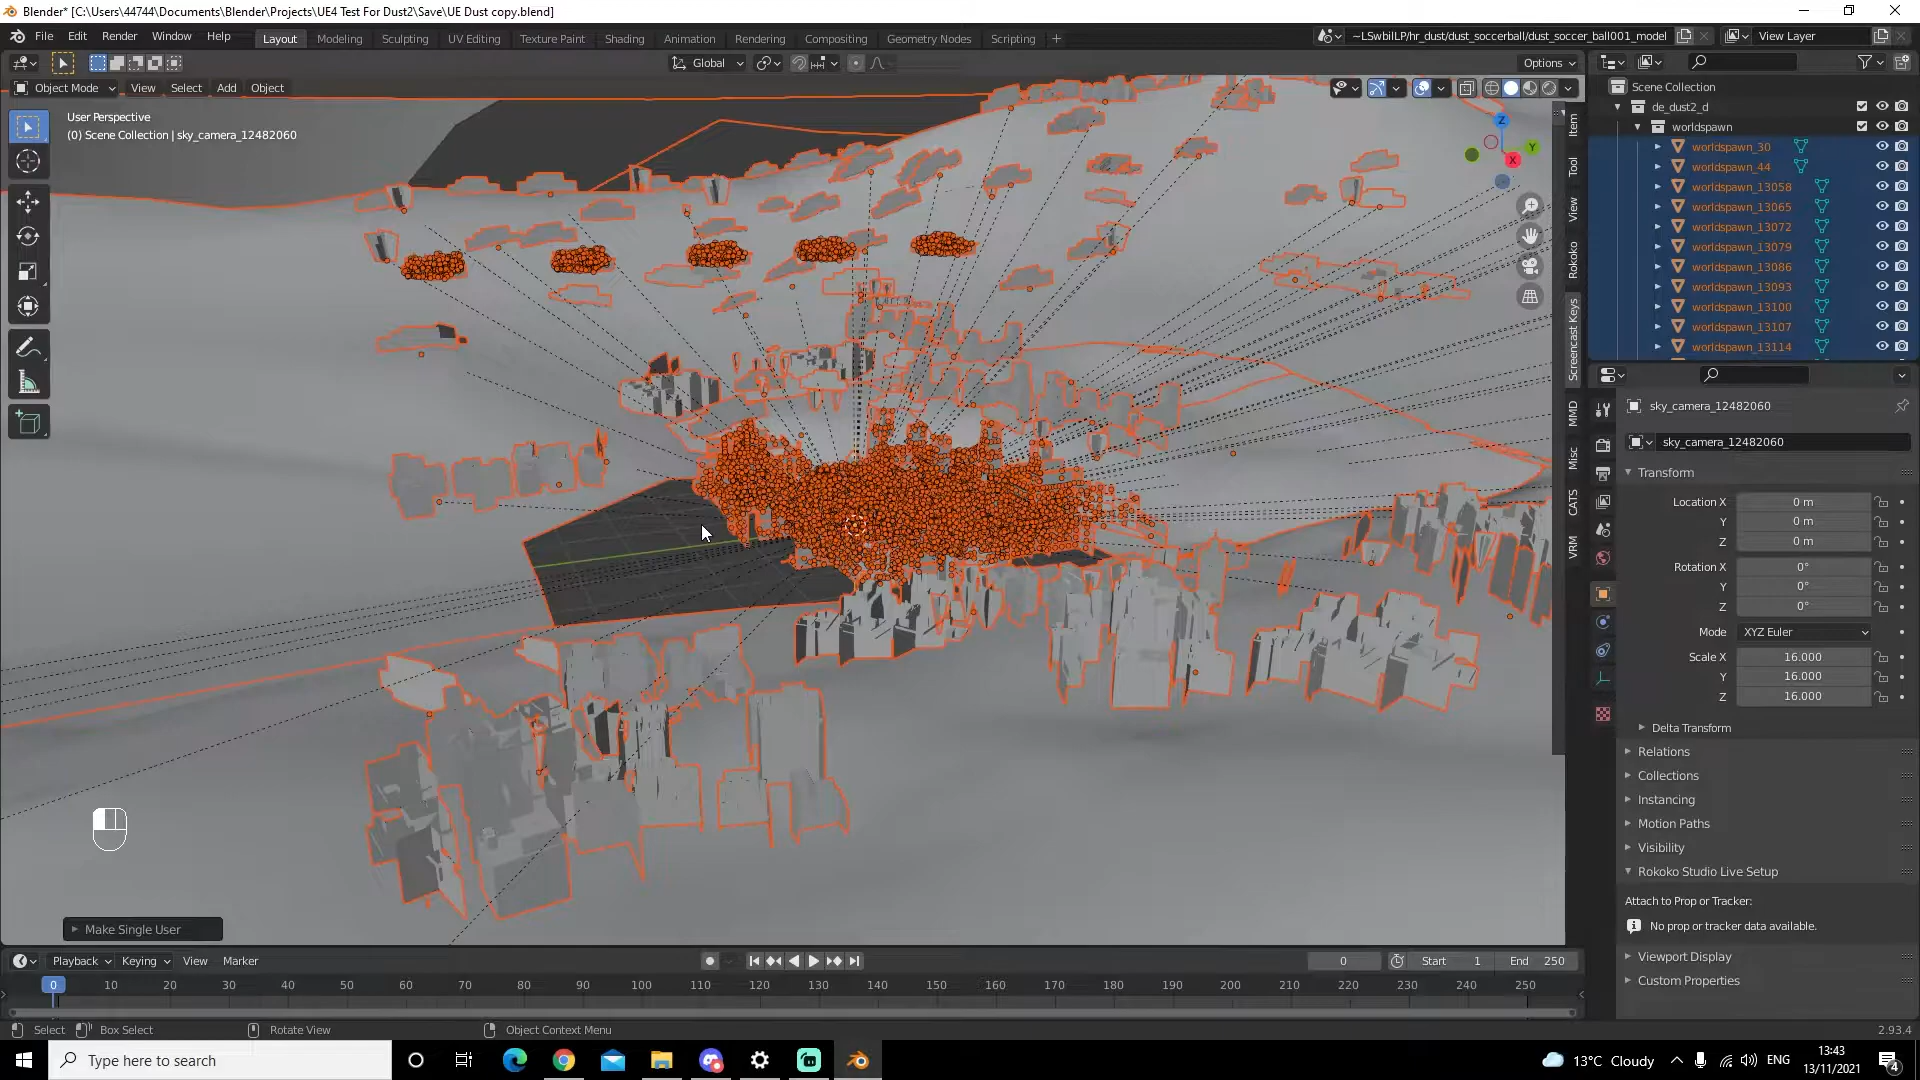 Blender* [C:\Users\44744\Documents\Blender\Projects\UE4 Test For Dust2\Save\UE Dust copy.blend]
File Edit Render Window Help Layout Modeling Sculpting UV Editing Texture Paint Shading Animation Rendering Compositing Geometry Nodes Scripting + ~LSwbilLP/hr_dust/dust_soccerball/dust_soccer_ball001_model View Layer
Global Options
Object Mode View Select Add Object
User Perspective
(0) Scene Collection | sky_camera_12482060
Z
Y
X
Item
Tool
View
Rokoko
Screencast Keys
MMD
Misc
CATS
VRM
Scene Collection
de_dust2_d
worldspawn
worldspawn_30
worldspawn_44
worldspawn_13058
worldspawn_13065
worldspawn_13072
worldspawn_13079
worldspawn_13086
worldspawn_13093
worldspawn_13100
worldspawn_13107
worldspawn_13114
sky_camera_12482060
sky_camera_12482060
Transform
Location X 0 m
Y 0 m
Z 0 m
Rotation X 0°
Y 0°
Z 0°
Mode XYZ Euler
Scale X 16.000
Y 16.000
Z 16.000
Delta Transform
Relations
Collections
Instancing
Motion Paths
Visibility
Rokoko Studio Live Setup
Attach to Prop or Tracker:
No prop or tracker data available.
Viewport Display
Custom Properties
Make Single User
Playback Keying View Marker 0 Start 1 End 250
0 10 20 30 40 50 60 70 80 90 100 110 120 130 140 150 160 170 180 190 200 210 220 230 240 250
Select Box Select Rotate View Object Context Menu 2.93.4
Type here to search 13°C Cloudy ENG 13:43
13/11/2021 4